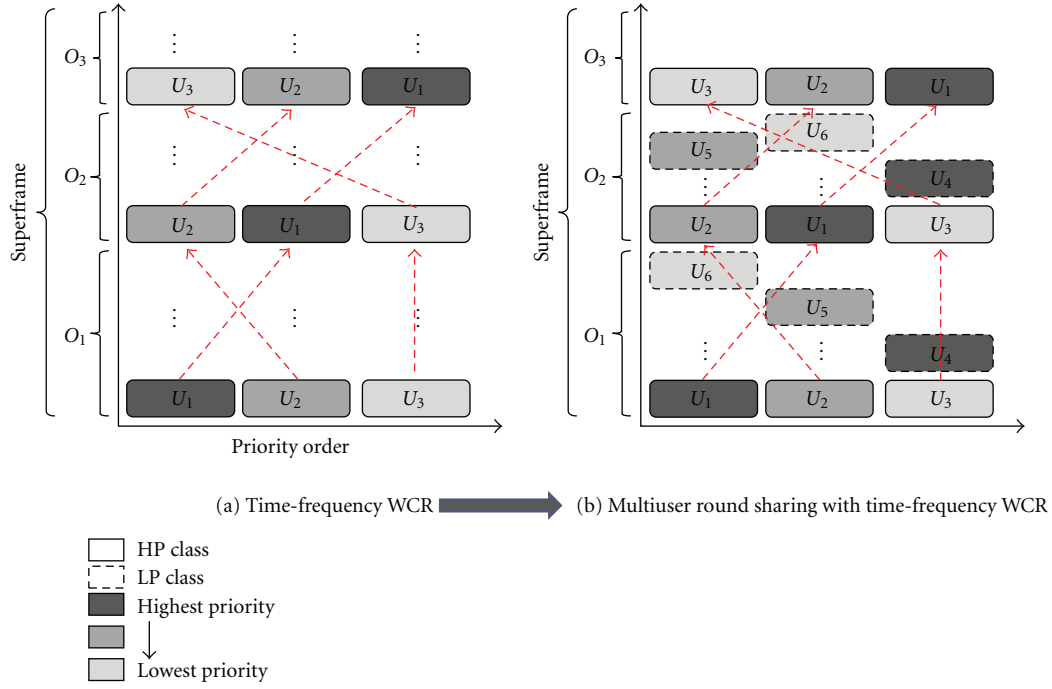 Superframe
O3
⋮ ⋮ ⋮
U3 U2 U1
O2
⋮ ⋮ ⋮
U2 U1 U3
O1
⋮ ⋮ ⋮
U1 U2 U3
Priority order
(a) Time-frequency WCR
Superframe
O3
⋮ ⋮ ⋮
U3 U2 U1
U6
O2
U5
U4
⋮ ⋮
U2 U1 U3
U6
U5
O1
U4
⋮ ⋮
U1 U2 U3
(b) Multiuser round sharing with time-frequency WCR
HP class
LP class
Highest priority
Lowest priority